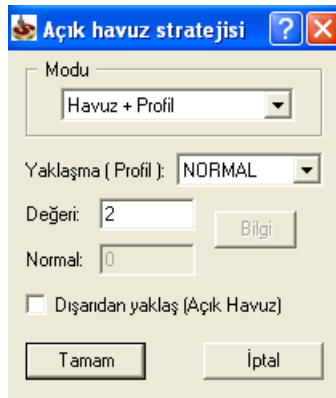 Açık havuz stratejisi
Modu
Havuz + Profil
Yaklaşma ( Profil ): NORMAL
Değeri: 2
Bilgi
Normal: 0
Dışarıdan yaklaş (Açık Havuz)
Tamam İptal